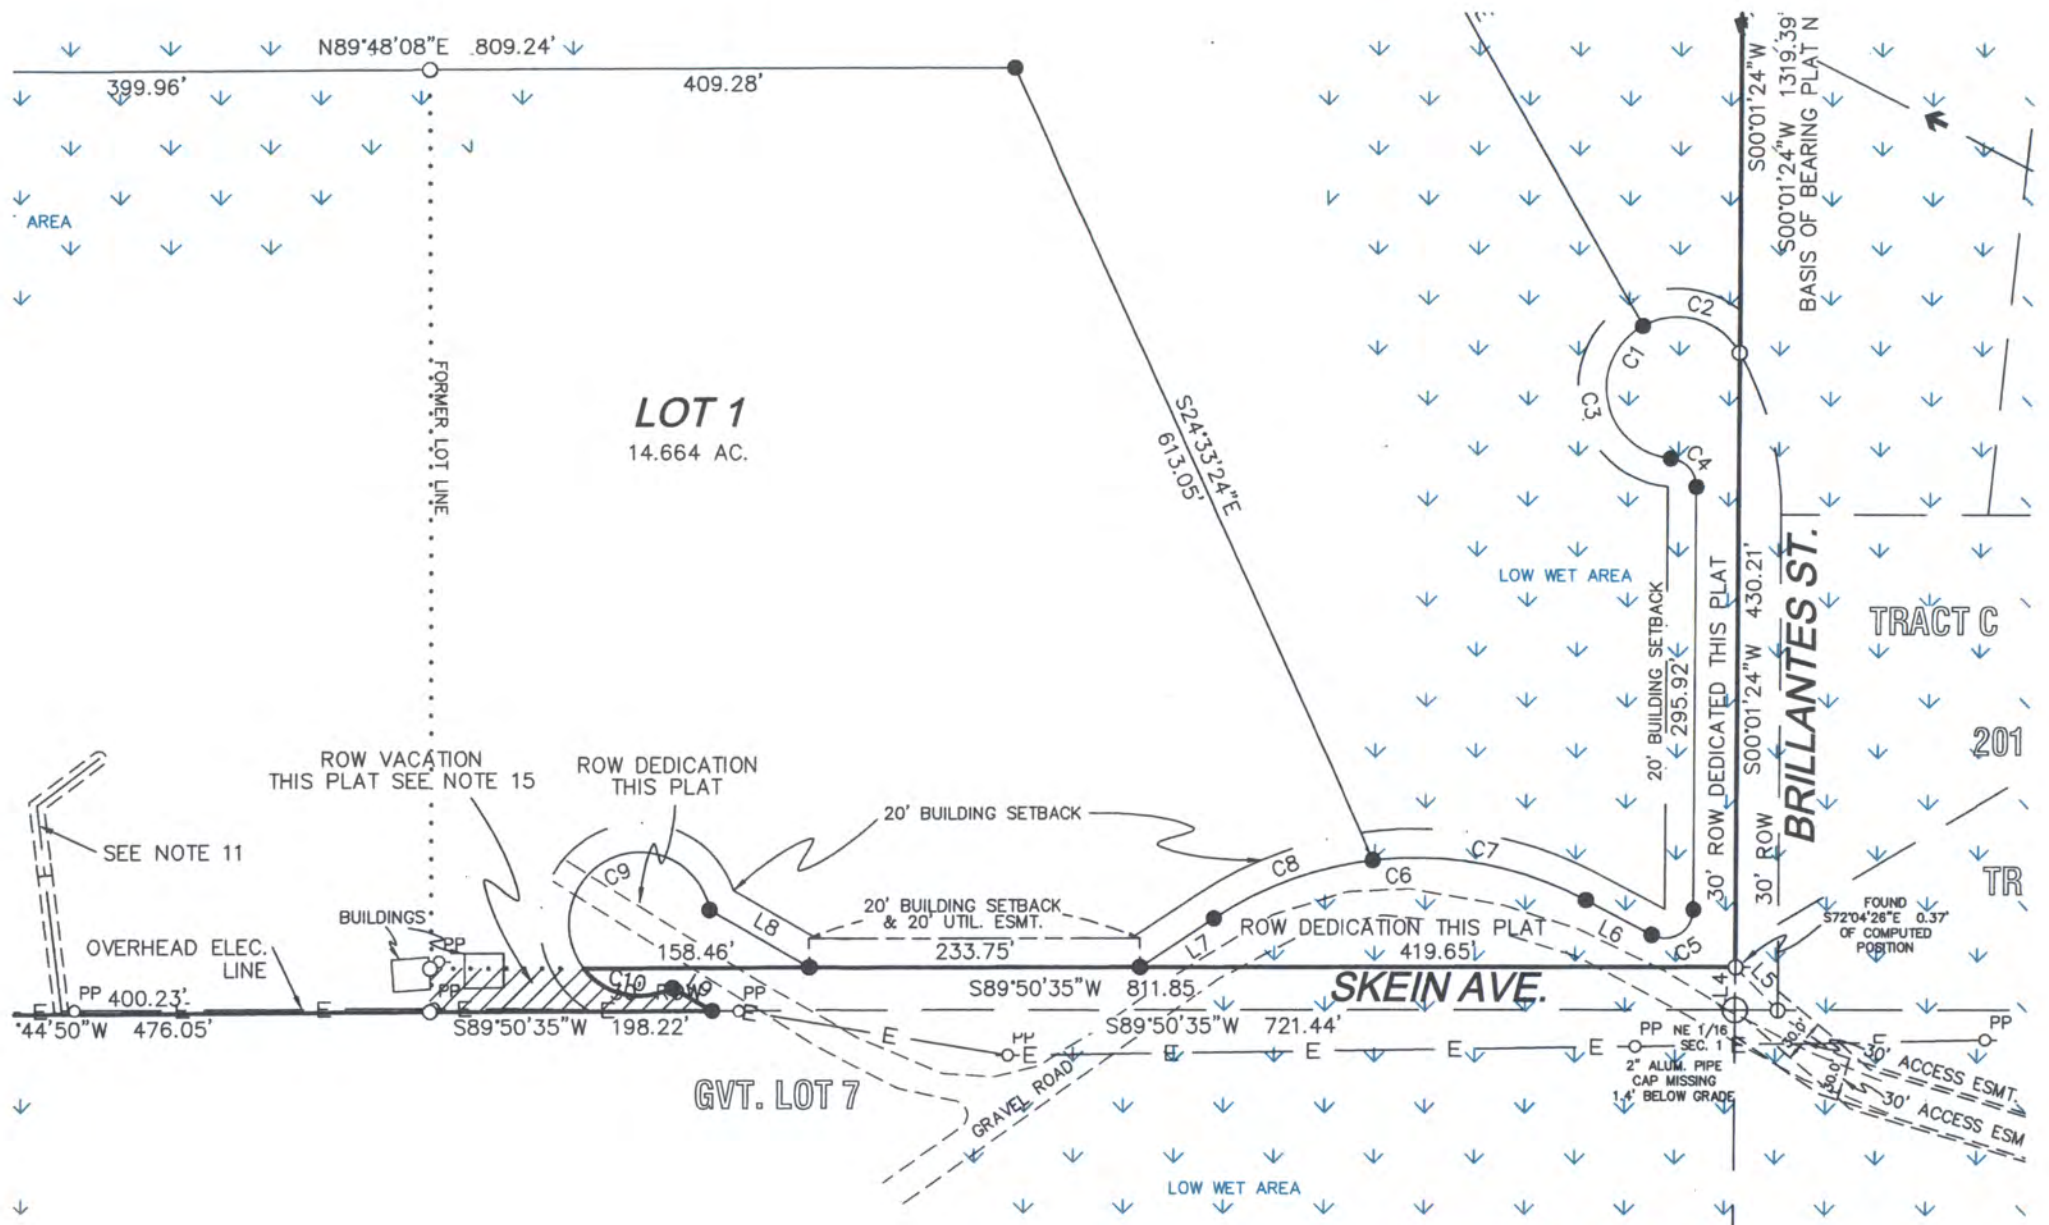 N89°48'08"E 809.24'
399.96'
409.28'
AREA
FORMER LOT LINE
LOT 1
14.664 AC.
S24°33'24"E
613.05'
S00°01'24"W
S00°01'24"W 1319.39'
BASIS OF BEARING PLAT N
C2
C1
C3
C4
LOW WET AREA
20' BUILDING SETBACK
295.92'
30' ROW DEDICATED THIS PLAT
S00°01'24"W 430.21'
30' ROW
BRILLANTES ST.
TRACT C
201
TR
ROW VACATION
THIS PLAT SEE NOTE 15
ROW DEDICATION
THIS PLAT
20' BUILDING SETBACK
SEE NOTE 11
E
C9
L8
C8
C7
C6
BUILDINGS
PP
OVERHEAD ELEC.
LINE
20' BUILDING SETBACK
& 20' UTIL. ESMT.
L7
ROW DEDICATION THIS PLAT
L6
C5
FOUND
S72°04'26"E 0.37'
OF COMPUTED
POSITION
158.46'
233.75'
419.65'
C10
ROW
L5
L4
S89°50'35"W 811.85
SKEIN AVE.
PP
400.23'
PP
PP
E
E
E
E
E
°44'50"W 476.05'
S89°50'35"W 198.22'
S89°50'35"W 721.44'
E
PP
E
E
E
E
E
PP
NE 1/16
SEC. 1
E
PP
2" ALUM. PIPE
CAP MISSING
1.4' BELOW GRADE
30.0'
30.0'
30' ACCESS ESMT.
30' ACCESS ESM
GVT. LOT 7
GRAVEL ROAD
LOW WET AREA